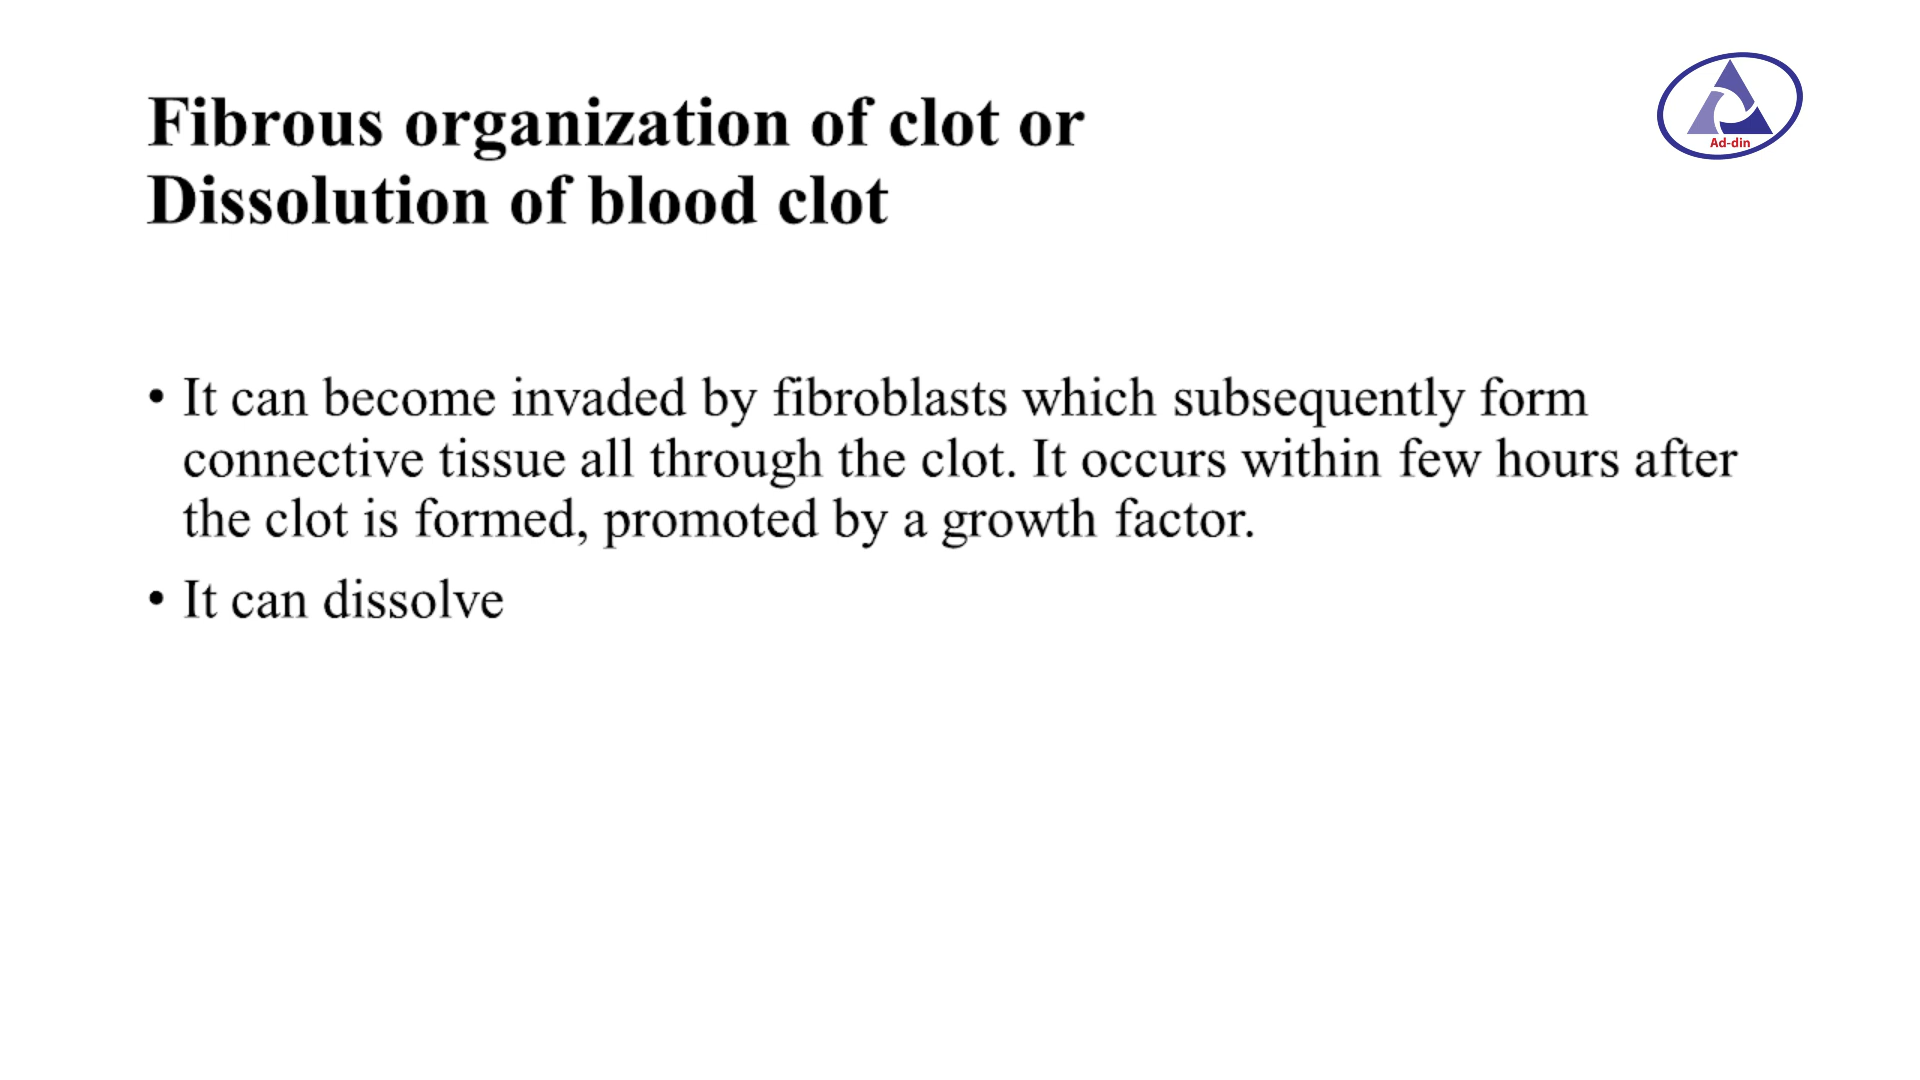 Fibrous organization of clot or
Dissolution of blood clot
Ad-din
• It can become invaded by fibroblasts which subsequently form
connective tissue all through the clot. It occurs within few hours after
the clot is formed, promoted by a growth factor.
• It can dissolve